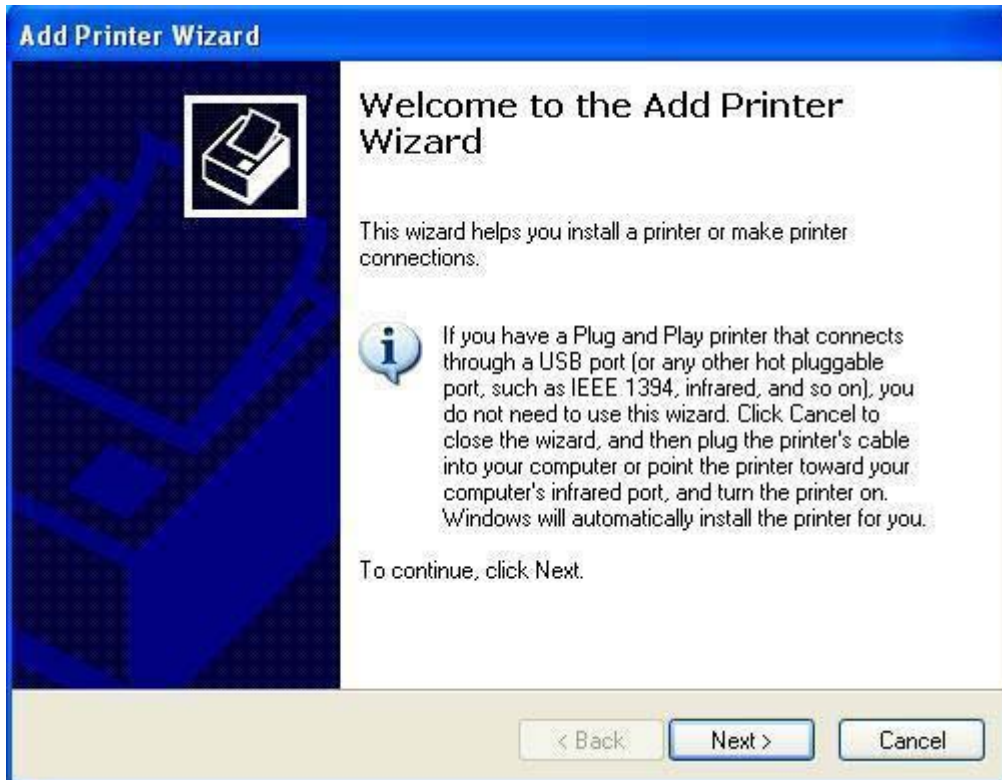 Add Printer Wizard
Welcome to the Add Printer
Wizard
This wizard helps you install a printer or make printer
connections.
If you have a Plug and Play printer that connects
through a USB port (or any other hot pluggable
port, such as IEEE 1394, infrared, and so on), you
do not need to use this wizard. Click Cancel to
close the wizard, and then plug the printer's cable
into your computer or point the printer toward your
computer's infrared port, and turn the printer on.
Windows will automatically install the printer for you.
To continue, click Next.
< Back
Next >
Cancel